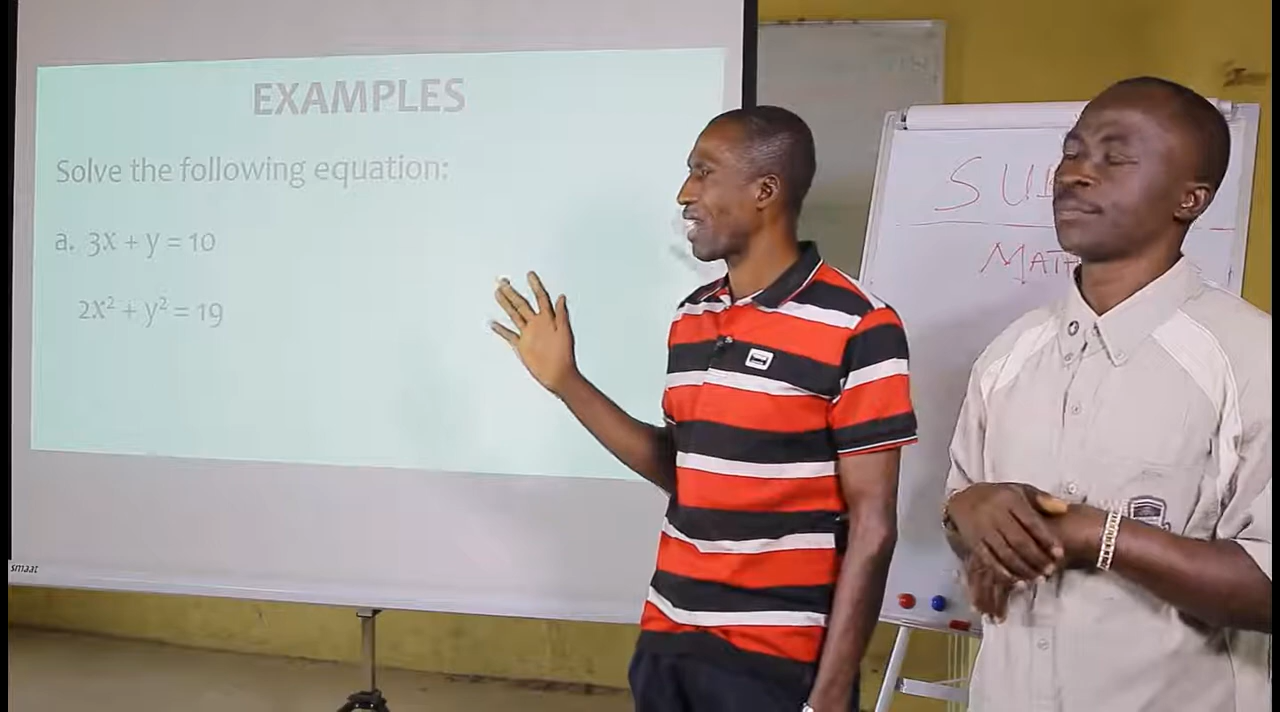 EXAMPLES
Solve the following equation:
a. 3x + y = 10
2x² + y² = 19
smaat